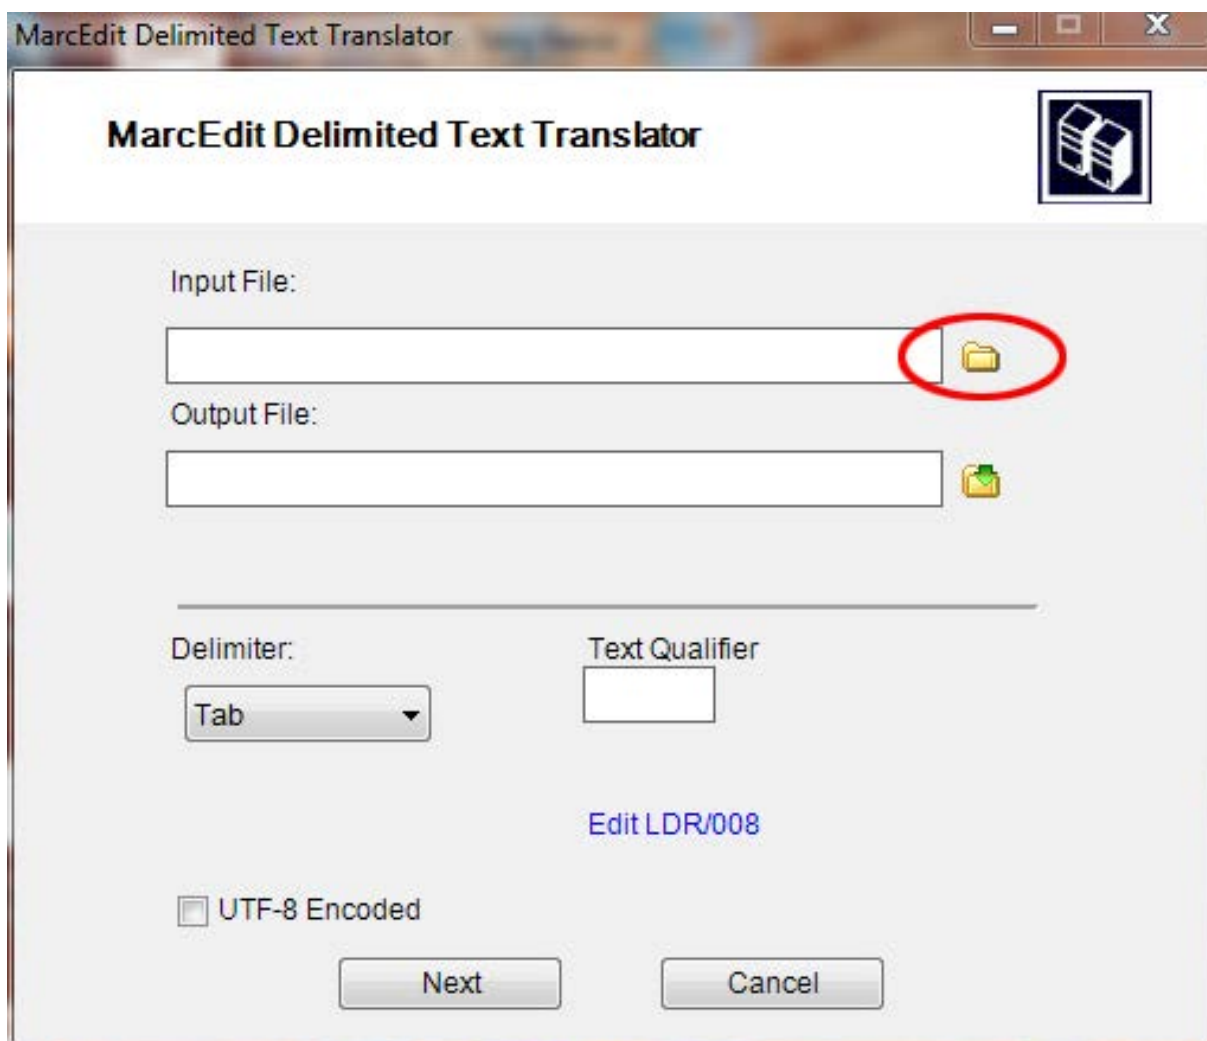 MarcEdit Delimited Text Translator
MarcEdit Delimited Text Translator
Input File:
Output File:
Delimiter:
Text Qualifier
Tab
Edit LDR/008
UTF-8 Encoded
Next
Cancel